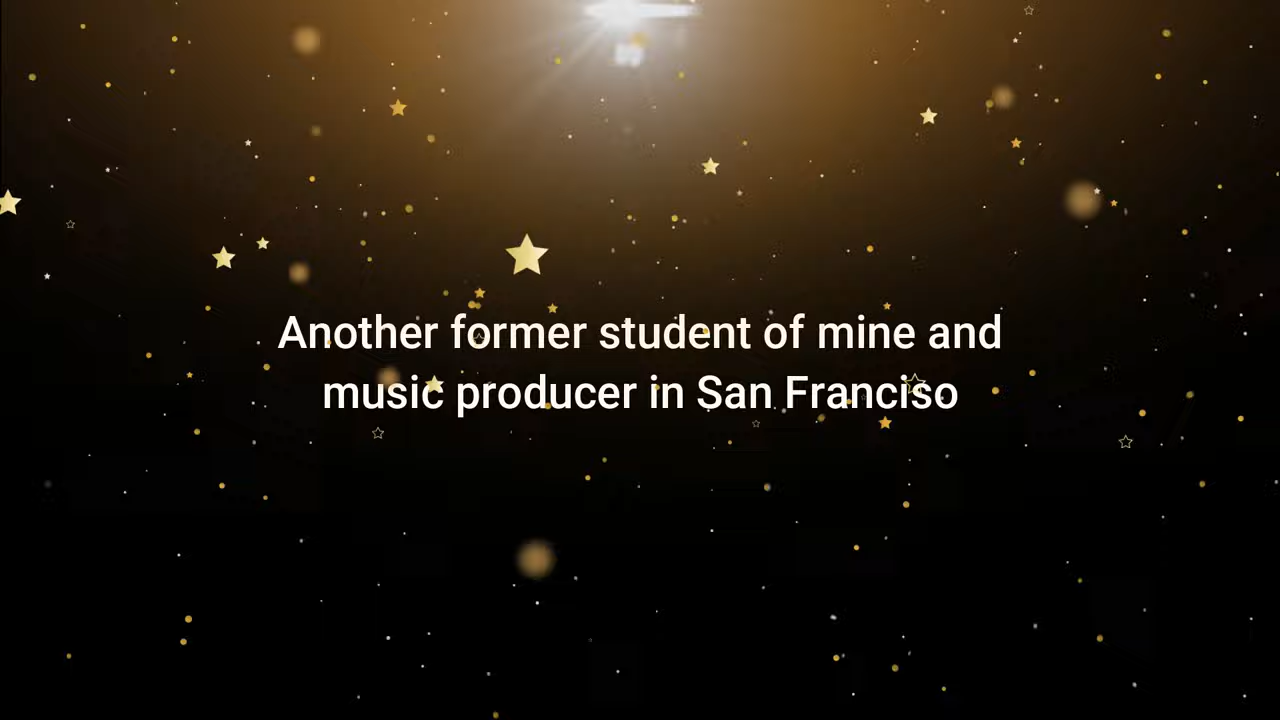 Another former student of mine and
music producer in San Franciso